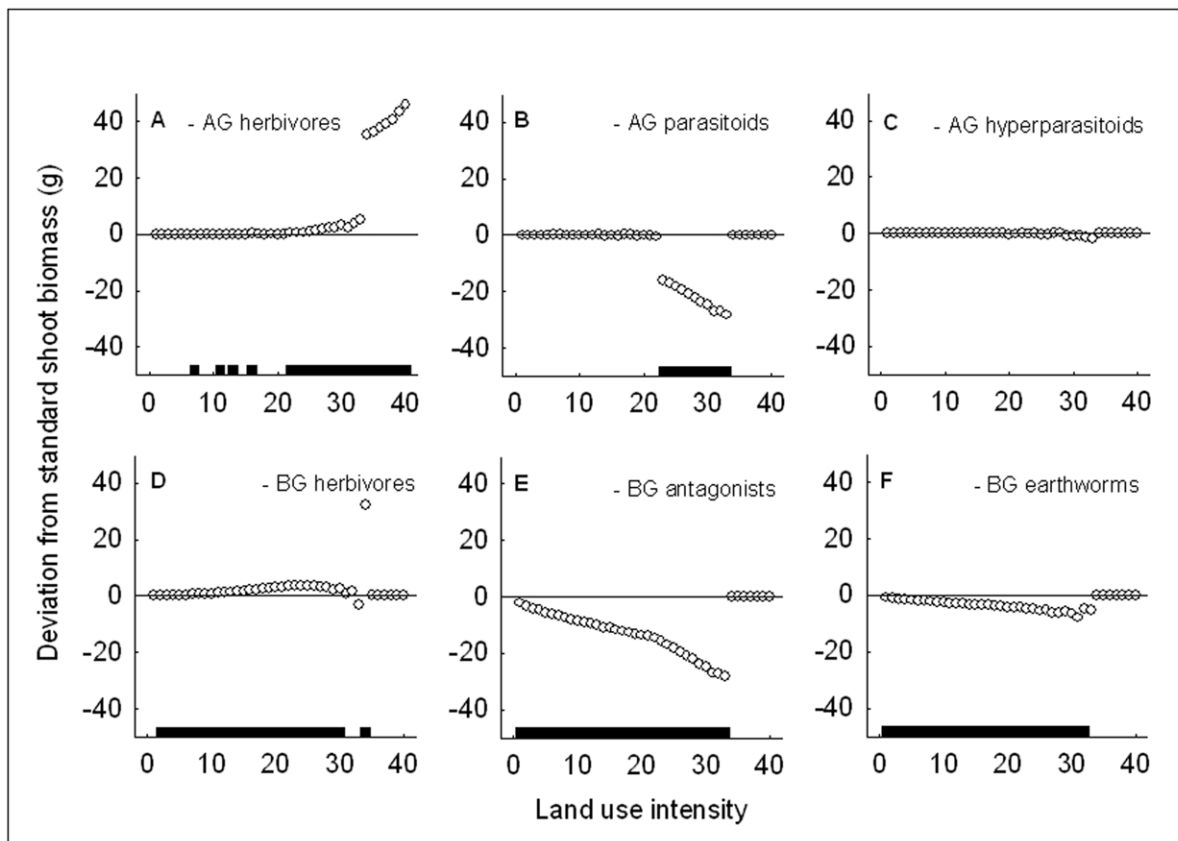 Deviation from standard shoot biomass (g)
A - AG herbivores
40
20
0
-20
-40
0 10 20 30 40
B - AG parasitoids
40
20
0
-20
-40
0 10 20 30 40
C - AG hyperparasitoids
40
20
0
-20
-40
0 10 20 30 40
D - BG herbivores
40
20
0
-20
-40
0 10 20 30 40
E - BG antagonists
40
20
0
-20
-40
0 10 20 30 40
F - BG earthworms
40
20
0
-20
-40
0 10 20 30 40
Land use intensity